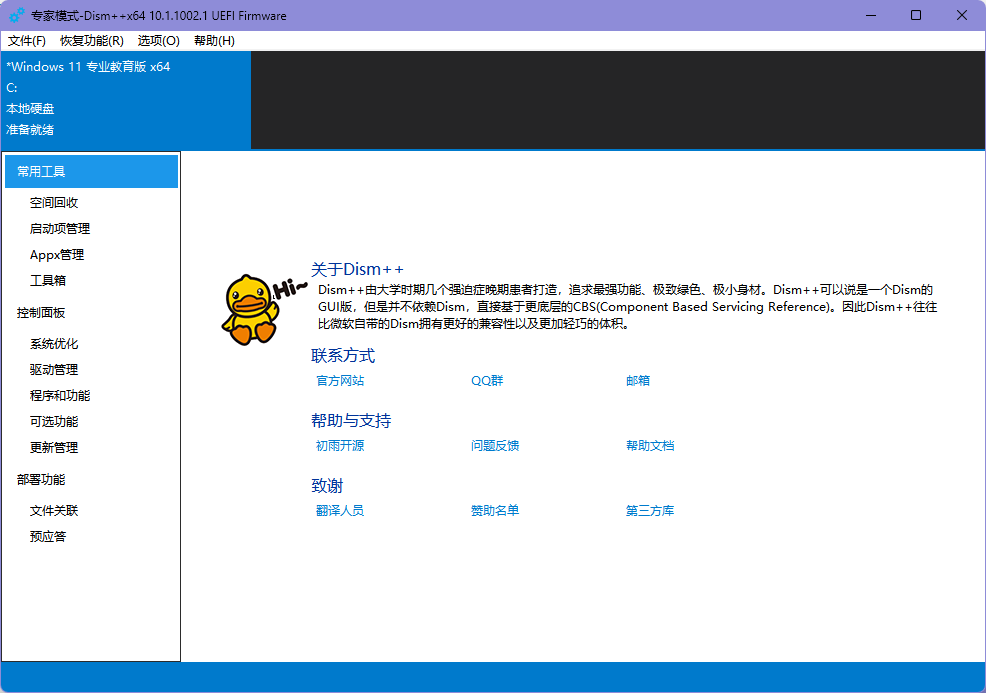 专家模式-Dism++x64 10.1.1002.1 UEFI Firmware
文件(F) 恢复功能(R) 选项(O) 帮助(H)
*Windows 11 专业教育版 x64
C:
本地硬盘
准备就绪
常用工具
空间回收
启动项管理
Appx管理
工具箱
控制面板
系统优化
驱动管理
程序和功能
可选功能
更新管理
部署功能
文件关联
预应答
Hi~
关于Dism++
Dism++由大学时期几个强迫症晚期患者打造，追求最强功能、极致绿色、极小身材。Dism++可以说是一个Dism的
GUI版，但是并不依赖Dism，直接基于更底层的CBS(Component Based Servicing Reference)。因此Dism++往往
比微软自带的Dism拥有更好的兼容性以及更加轻巧的体积。
联系方式
官方网站 QQ群 邮箱
帮助与支持
初雨开源 问题反馈 帮助文档
致谢
翻译人员 赞助名单 第三方库